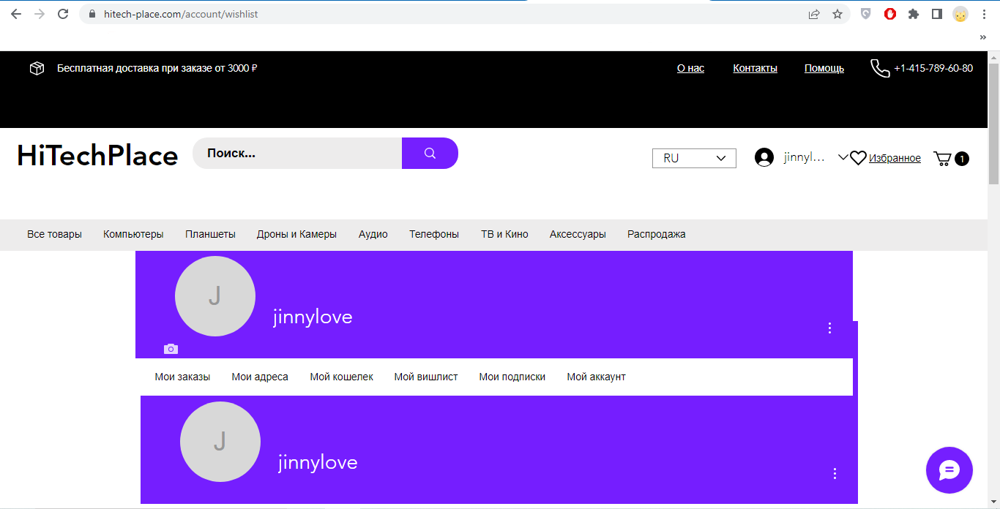 hitech-place.com/account/wishlist
»
Бесплатная доставка при заказе от 3000 ₽
О нас
Контакты
Помощь
+1-415-789-60-80
HiTechPlace
Поиск...
RU
jinnyl...
Избранное
1
Все товары
Компьютеры
Планшеты
Дроны и Камеры
Аудио
Телефоны
ТВ и Кино
Аксессуары
Распродажа
J
jinnylove
Мои заказы
Мои адреса
Мой кошелек
Мой вишлист
Мои подписки
Мой аккаунт
J
jinnylove